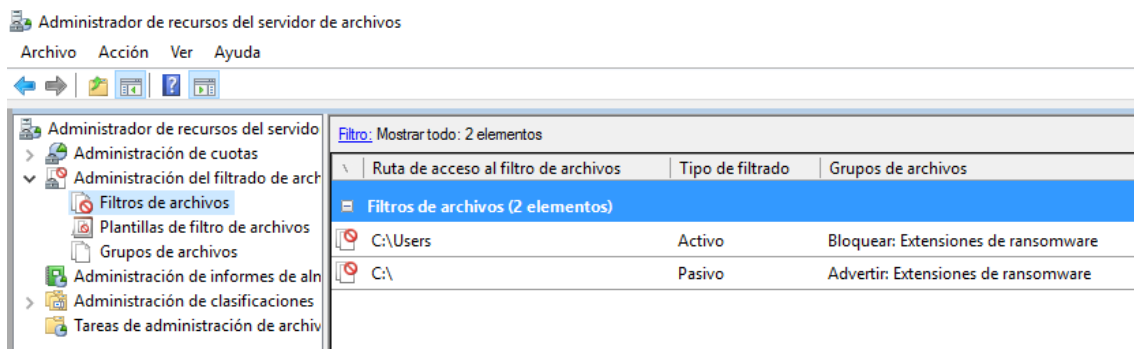 Administrador de recursos del servidor de archivos
Archivo Acción Ver Ayuda
Administrador de recursos del servido
Administración de cuotas
Administración del filtrado de arch
Filtros de archivos
Plantillas de filtro de archivos
Grupos de archivos
Administración de informes de aln
Administración de clasificaciones
Tareas de administración de archiv
Filtro: Mostrar todo: 2 elementos
Ruta de acceso al filtro de archivos Tipo de filtrado Grupos de archivos
Filtros de archivos (2 elementos)
C:\Users Activo Bloquear: Extensiones de ransomware
C:\ Pasivo Advertir: Extensiones de ransomware